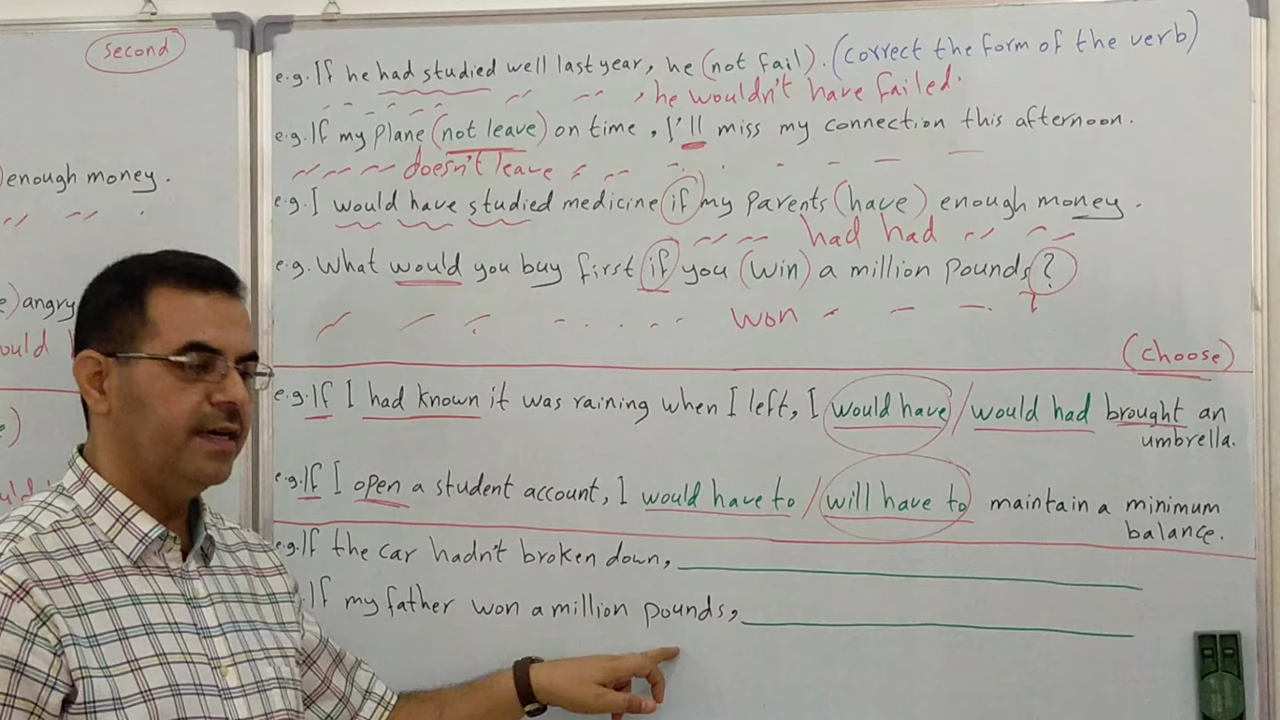 second
enough money.
angry
e.g. If he had studied well last year, he (not fail). (correct the form of the verb)
, he wouldn't have failed.
e.g. If my plane (not leave) on time, I'll miss my connection this afternoon.
doesn't leave
e.g. I would have studied medicine if my parents (have) enough money.
had had
e.g. What would you buy first if you (win) a million pounds?
won
(choose)
e.g. If I had known it was raining when I left, I would have / would had brought an
umbrella.
e.g. If I open a student account, I would have to / will have to maintain a minimum
balance.
e.g. If the car hadn't broken down,
If my father won a million pounds,